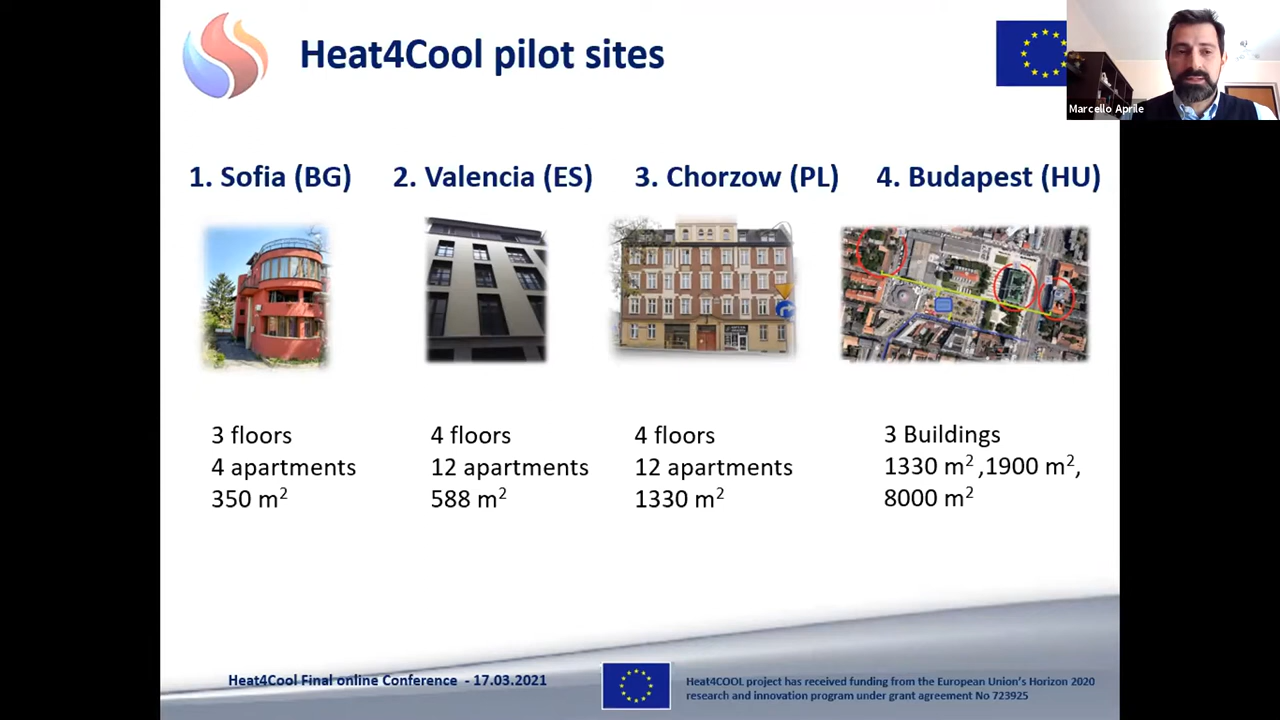 Heat4Cool pilot sites
Marcello Aprile
1. Sofia (BG)
2. Valencia (ES)
3. Chorzow (PL)
4. Budapest (HU)
3 floors
4 apartments
350 m²
4 floors
12 apartments
588 m²
4 floors
12 apartments
1330 m²
3 Buildings
1330 m² ,1900 m²,
8000 m²
Heat4Cool Final online Conference - 17.03.2021
Heat4COOL project has received funding from the European Union's Horizon 2020
research and innovation program under grant agreement No 723925